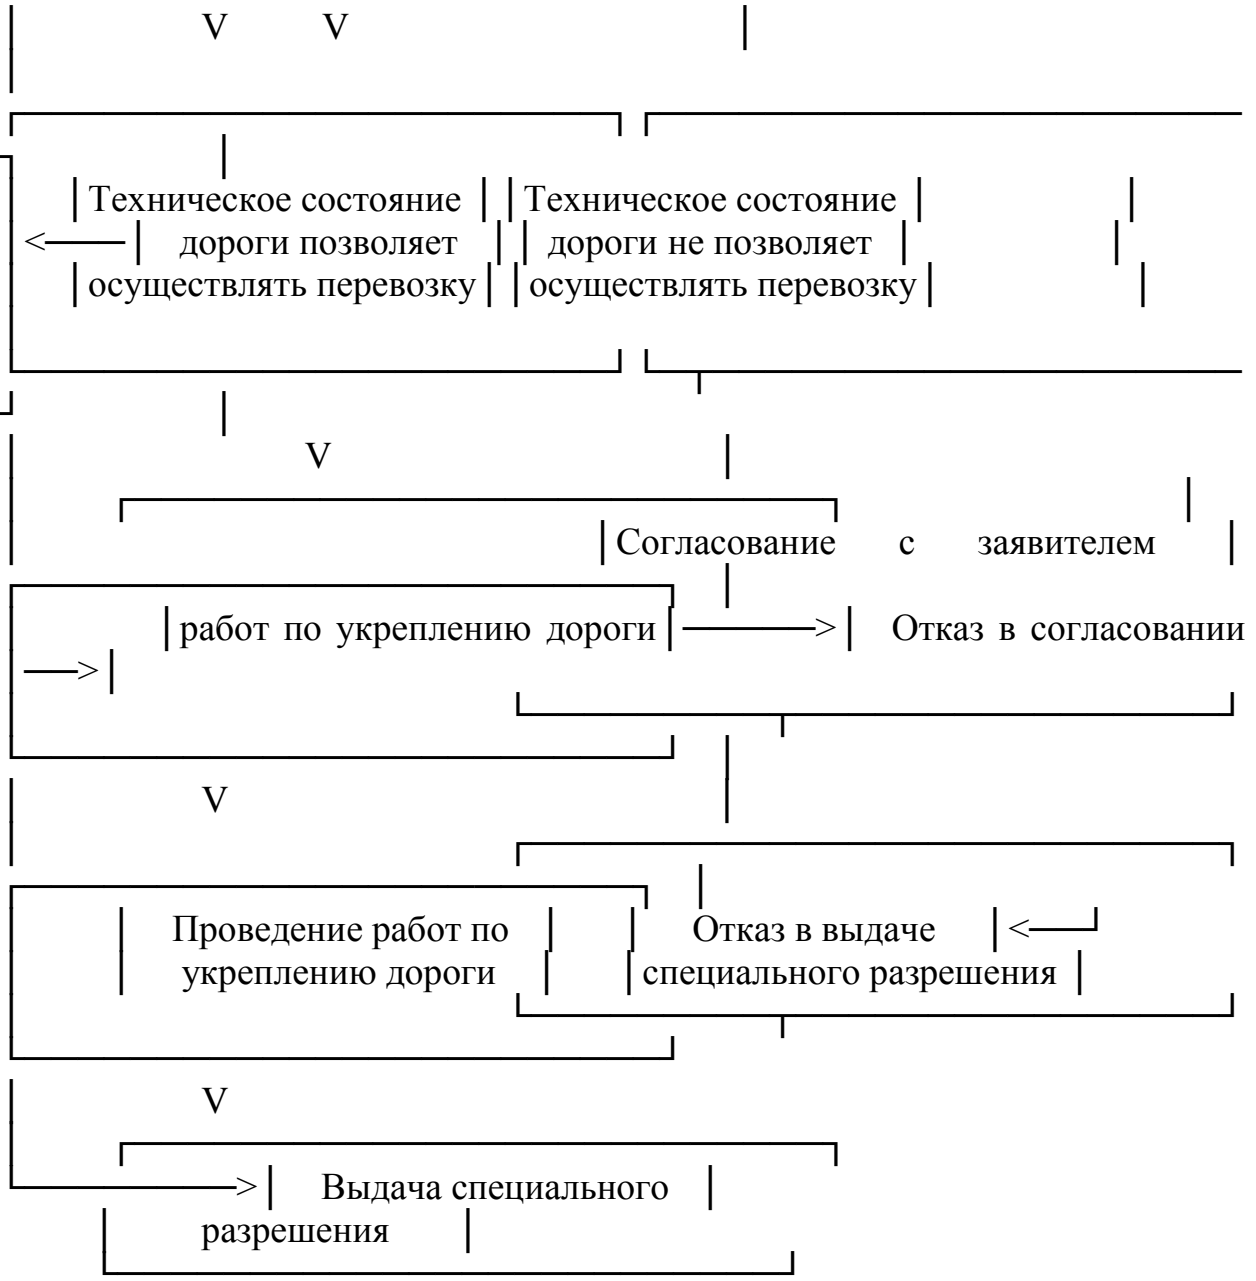 V V
Техническое состояние Техническое состояние
<—— дороги позволяет дороги не позволяет
осуществлять перевозку осуществлять перевозку
V
Согласование с заявителем
работ по укреплению дороги ——> Отказ в согласовании
——>
V
Проведение работ по Отказ в выдаче <——
укреплению дороги специального разрешения
V
——> Выдача специального
разрешения